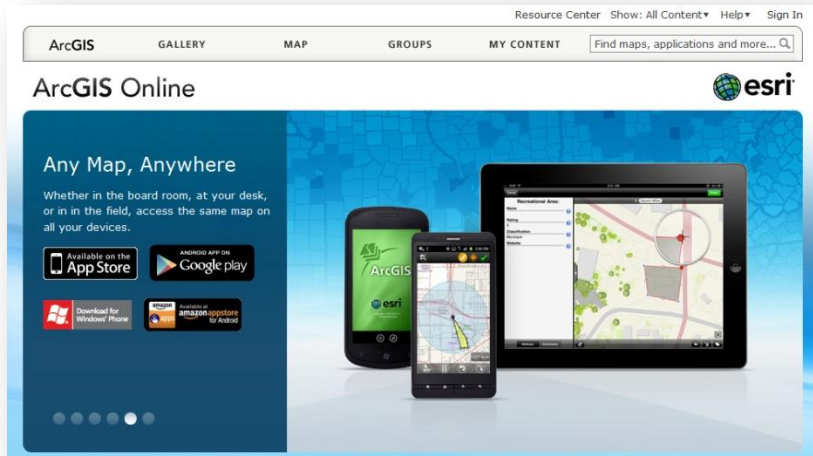 Resource Center Show: All Content Help Sign In
ArcGIS GALLERY MAP GROUPS MY CONTENT Find maps, applications and more...
ArcGIS Online
esri
Any Map, Anywhere
Whether in the board room, at your desk,
or in in the field, access the same map on
all your devices.
Available on the
App Store
ANDROID APP ON
Google play
Download for
Windows Phone
amazon
apps
Available at
amazon appstore
for Android
ArcGIS
esri
Recreational Area:
Name
Rating
Classification
Website